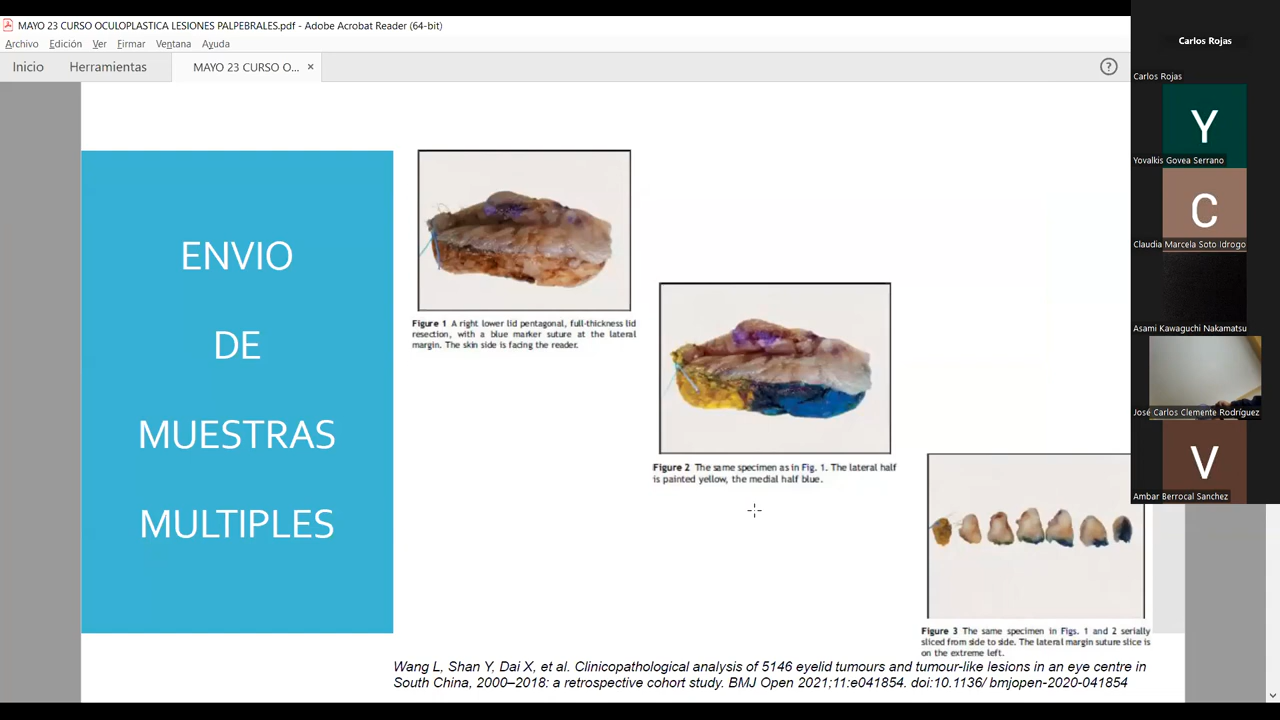 MAYO 23 CURSO OCULOPLASTICA LESIONES PALPEBRALES.pdf - Adobe Acrobat Reader (64-bit)
Archivo Edición Ver Firmar Ventana Ayuda
Inicio Herramientas MAYO 23 CURSO O... × ?
ENVIO
DE
MUESTRAS
MULTIPLES
Figure 1 A right lower lid pentagonal, full-thickness lid
resection, with a blue marker suture at the lateral
margin. The skin side is facing the reader.
Figure 2 The same specimen as in Fig. 1. The lateral half
is painted yellow, the medial half blue.
Figure 3 The same specimen in Figs. 1 and 2 serially
sliced from side to side. The lateral margin suture slice is
on the extreme left.
Wang L, Shan Y, Dai X, et al. Clinicopathological analysis of 5146 eyelid tumours and tumour-like lesions in an eye centre in
South China, 2000–2018: a retrospective cohort study. BMJ Open 2021;11:e041854. doi:10.1136/ bmjopen-2020-041854
Carlos Rojas
Carlos Rojas
Y
Yovalkis Govea Serrano
C
Claudia Marcela Soto Idrogo
Asami Kawaguchi Nakamatsu
José Carlos Clemente Rodríguez
V
Ambar Berrocal Sanchez